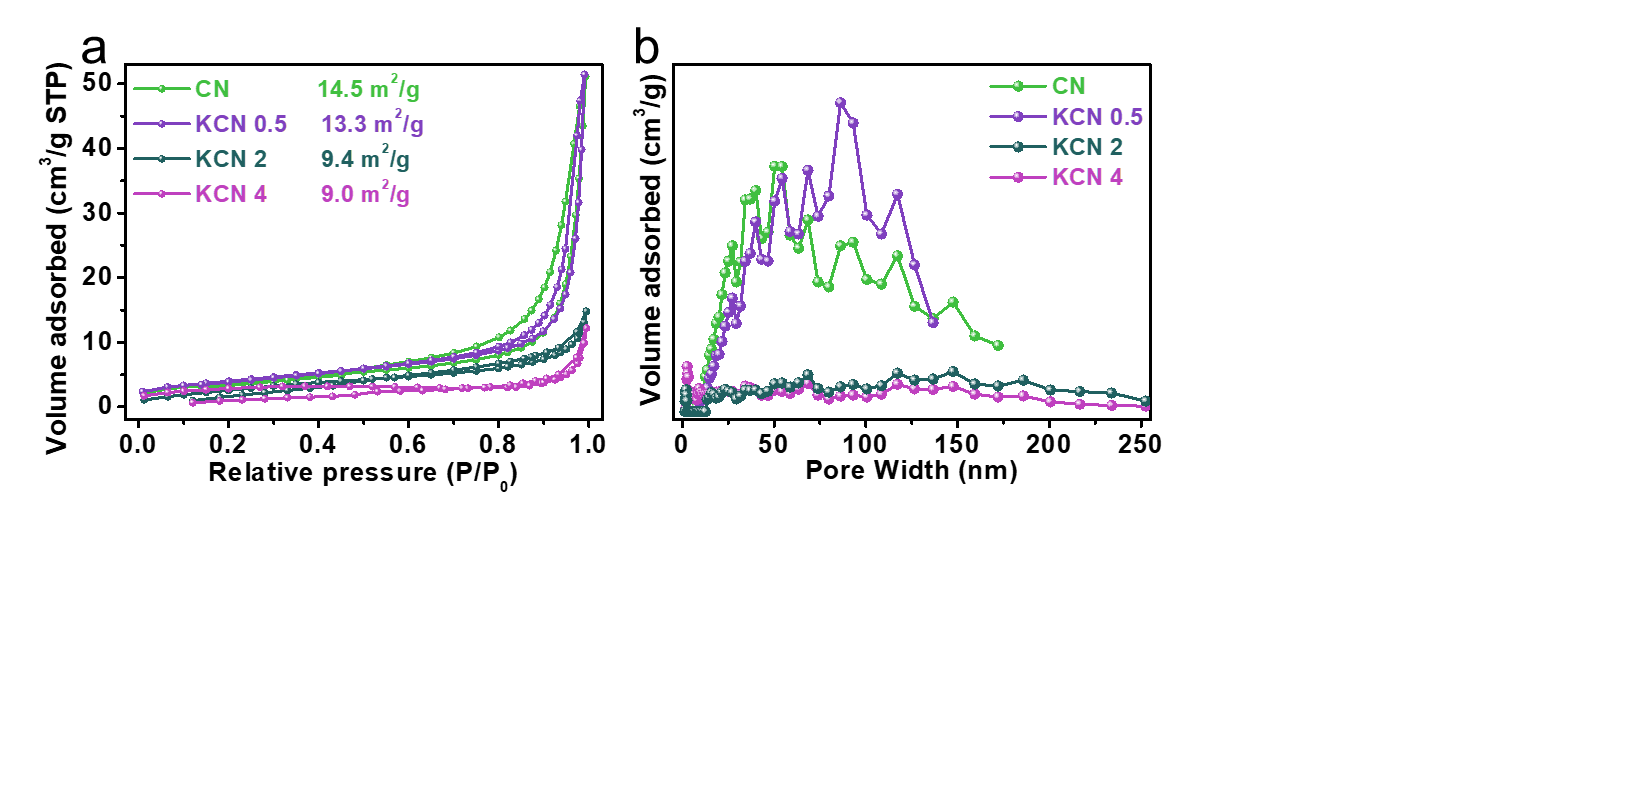 a
50
40
30
20
10
0
Volume adsorbed (cm³/g STP)
CN 14.5 m²/g
KCN 0.5 13.3 m²/g
KCN 2 9.4 m²/g
KCN 4 9.0 m²/g
0.0 0.2 0.4 0.6 0.8 1.0
Relative pressure (P/P₀)
b
Volume adsorbed (cm³/g)
CN
KCN 0.5
KCN 2
KCN 4
0 50 100 150 200 250
Pore Width (nm)